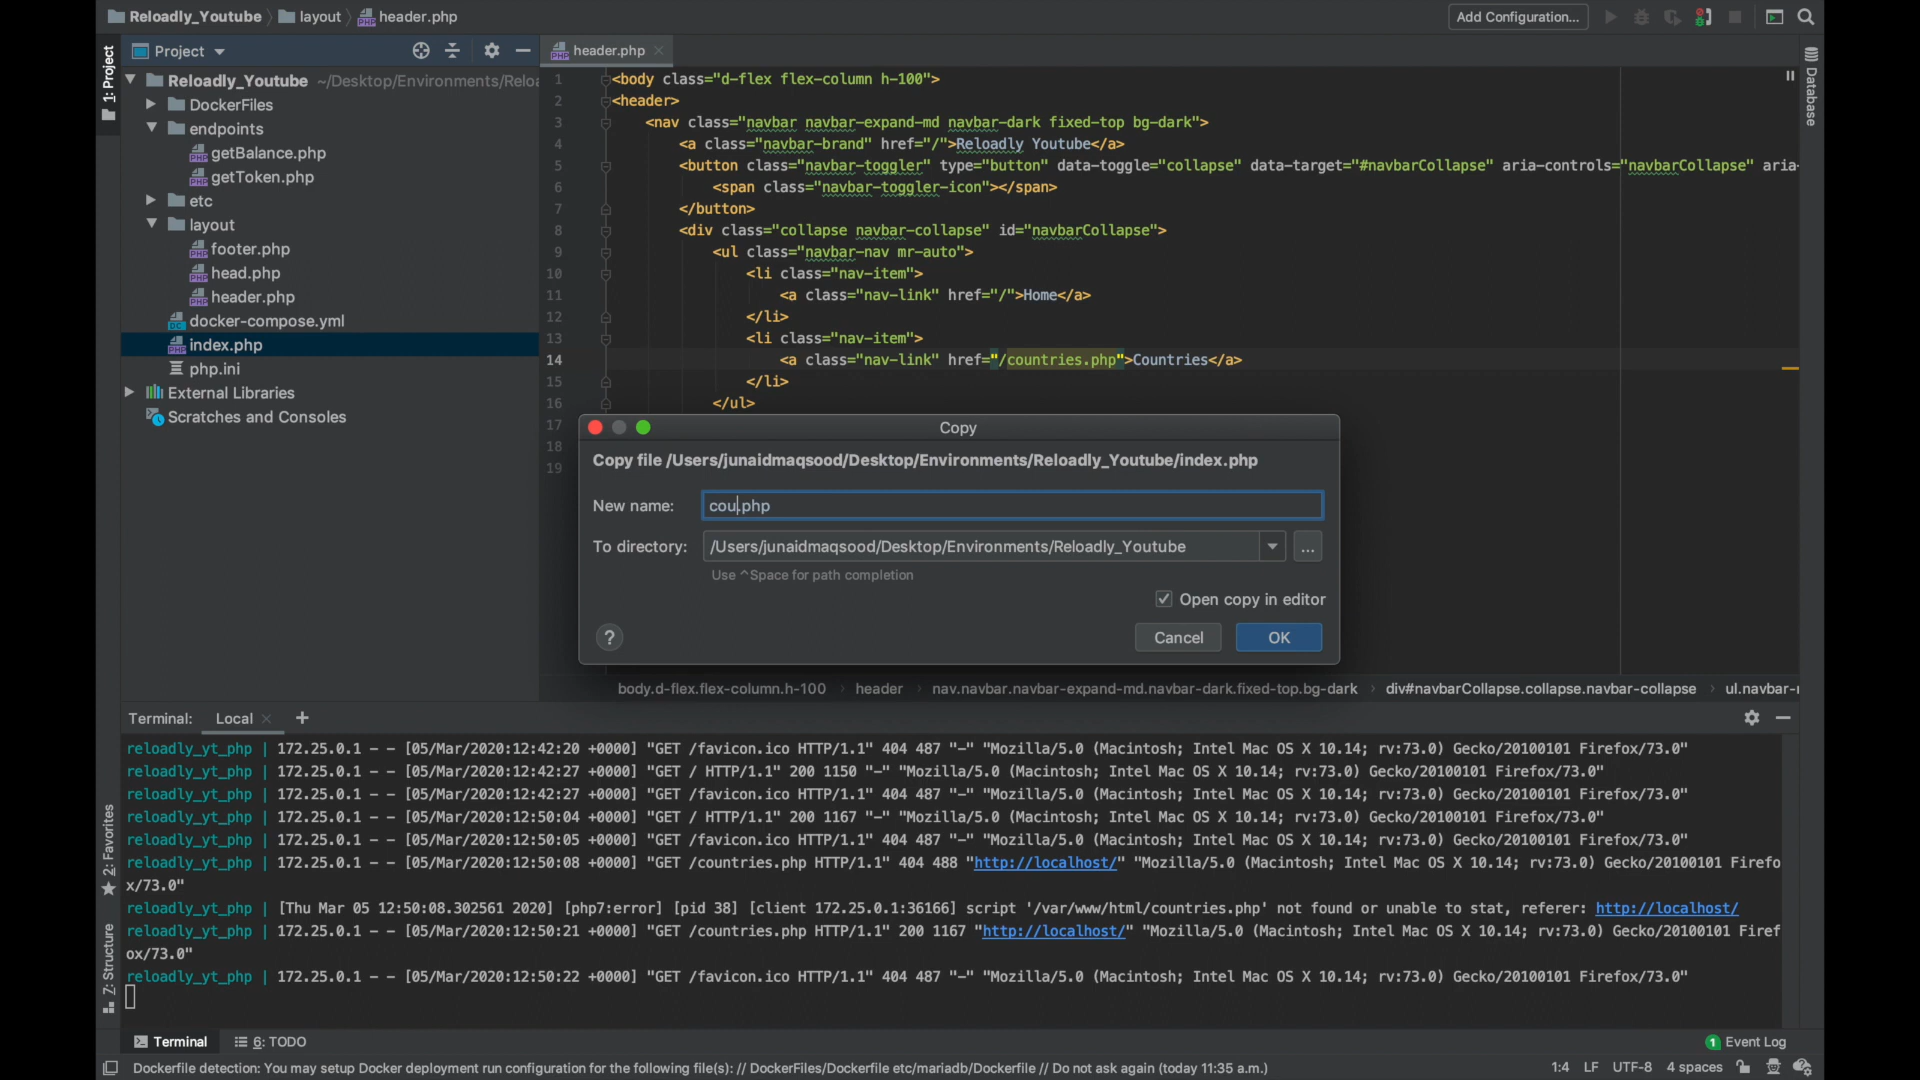 Reloadly_Youtube layout header.php
Add Configuration...
1: Project
Project
header.php
Database
Reloadly_Youtube ~/Desktop/Environments/Relo
DockerFiles
endpoints
getBalance.php
getToken.php
etc
layout
footer.php
head.php
header.php
docker-compose.yml
index.php
php.ini
External Libraries
Scratches and Consoles
1 <body class="d-flex flex-column h-100">
2 <header>
3 <nav class="navbar navbar-expand-md navbar-dark fixed-top bg-dark">
4 <a class="navbar-brand" href="/">Reloadly Youtube</a>
5 <button class="navbar-toggler" type="button" data-toggle="collapse" data-target="#navbarCollapse" aria-controls="navbarCollapse" aria-
6 <span class="navbar-toggler-icon"></span>
7 </button>
8 <div class="collapse navbar-collapse" id="navbarCollapse">
9 <ul class="navbar-nav mr-auto">
10 <li class="nav-item">
11 <a class="nav-link" href="/">Home</a>
12 </li>
13 <li class="nav-item">
14 <a class="nav-link" href="/countries.php">Countries</a>
15 </li>
16 </ul>
17
18
19
Copy
Copy file /Users/junaidmaqsood/Desktop/Environments/Reloadly_Youtube/index.php
New name: cou.php
To directory: /Users/junaidmaqsood/Desktop/Environments/Reloadly_Youtube ...
Use ^Space for path completion
Open copy in editor
? Cancel OK
body.d-flex.flex-column.h-100 header nav.navbar.navbar-expand-md.navbar-dark.fixed-top.bg-dark div#navbarCollapse.collapse.navbar-collapse ul.navbar-n
Terminal: Local +
reloadly_yt_php | 172.25.0.1 - - [05/Mar/2020:12:42:20 +0000] "GET /favicon.ico HTTP/1.1" 404 487 "-" "Mozilla/5.0 (Macintosh; Intel Mac OS X 10.14; rv:73.0) Gecko/20100101 Firefox/73.0"
reloadly_yt_php | 172.25.0.1 - - [05/Mar/2020:12:42:27 +0000] "GET / HTTP/1.1" 200 1150 "-" "Mozilla/5.0 (Macintosh; Intel Mac OS X 10.14; rv:73.0) Gecko/20100101 Firefox/73.0"
reloadly_yt_php | 172.25.0.1 - - [05/Mar/2020:12:42:27 +0000] "GET /favicon.ico HTTP/1.1" 404 487 "-" "Mozilla/5.0 (Macintosh; Intel Mac OS X 10.14; rv:73.0) Gecko/20100101 Firefox/73.0"
reloadly_yt_php | 172.25.0.1 - - [05/Mar/2020:12:50:04 +0000] "GET / HTTP/1.1" 200 1167 "-" "Mozilla/5.0 (Macintosh; Intel Mac OS X 10.14; rv:73.0) Gecko/20100101 Firefox/73.0"
reloadly_yt_php | 172.25.0.1 - - [05/Mar/2020:12:50:05 +0000] "GET /favicon.ico HTTP/1.1" 404 487 "-" "Mozilla/5.0 (Macintosh; Intel Mac OS X 10.14; rv:73.0) Gecko/20100101 Firefox/73.0"
reloadly_yt_php | 172.25.0.1 - - [05/Mar/2020:12:50:08 +0000] "GET /countries.php HTTP/1.1" 404 488 "http://localhost/" "Mozilla/5.0 (Macintosh; Intel Mac OS X 10.14; rv:73.0) Gecko/20100101 Firefo
x/73.0"
reloadly_yt_php | [Thu Mar 05 12:50:08.302561 2020] [php7:error] [pid 38] [client 172.25.0.1:36166] script '/var/www/html/countries.php' not found or unable to stat, referer: http://localhost/
reloadly_yt_php | 172.25.0.1 - - [05/Mar/2020:12:50:21 +0000] "GET /countries.php HTTP/1.1" 200 1167 "http://localhost/" "Mozilla/5.0 (Macintosh; Intel Mac OS X 10.14; rv:73.0) Gecko/20100101 Firef
ox/73.0"
reloadly_yt_php | 172.25.0.1 - - [05/Mar/2020:12:50:22 +0000] "GET /favicon.ico HTTP/1.1" 404 487 "-" "Mozilla/5.0 (Macintosh; Intel Mac OS X 10.14; rv:73.0) Gecko/20100101 Firefox/73.0"
2: Favorites
7: Structure
Terminal 6: TODO
1 Event Log
Dockerfile detection: You may setup Docker deployment run configuration for the following file(s): // DockerFiles/Dockerfile etc/mariadb/Dockerfile // Do not ask again (today 11:35 a.m.)
1:4 LF UTF-8 4 spaces